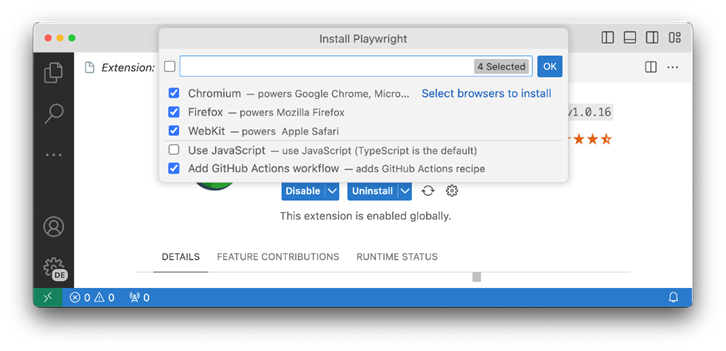 Install Playwright
Extension:
4 Selected
OK
Chromium — powers Google Chrome, Micro... Select browsers to install
Firefox — powers Mozilla Firefox
v1.0.16
WebKit — powers Apple Safari
Use JavaScript — use JavaScript (TypeScript is the default)
Add GitHub Actions workflow — adds GitHub Actions recipe
Disable
Uninstall
This extension is enabled globally.
DETAILS FEATURE CONTRIBUTIONS RUNTIME STATUS
DE
0 0 0